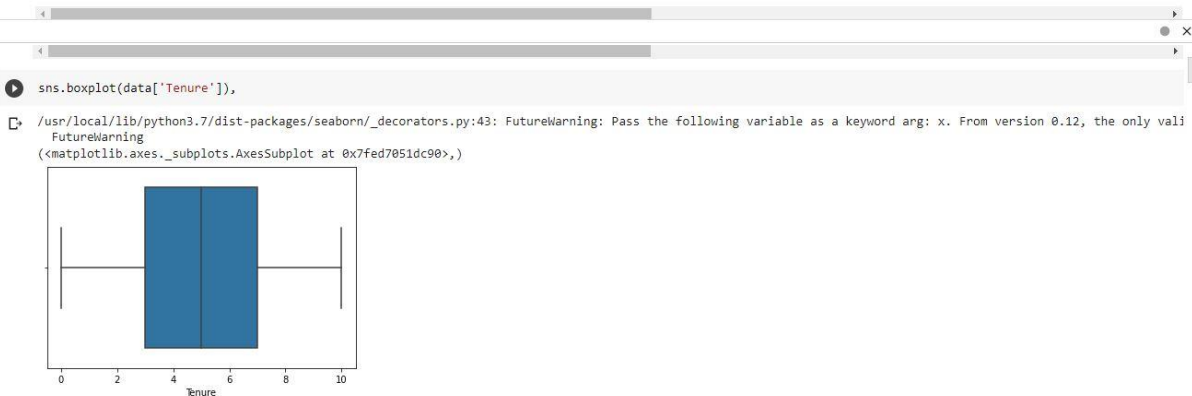 sns.boxplot(data['Tenure']),
/usr/local/lib/python3.7/dist-packages/seaborn/_decorators.py:43: FutureWarning: Pass the following variable as a keyword arg: x. From version 0.12, the only vali
FutureWarning
(<matplotlib.axes._subplots.AxesSubplot at 0x7fed7051dc90>,)
0 2 4 6 8 10
Tenure